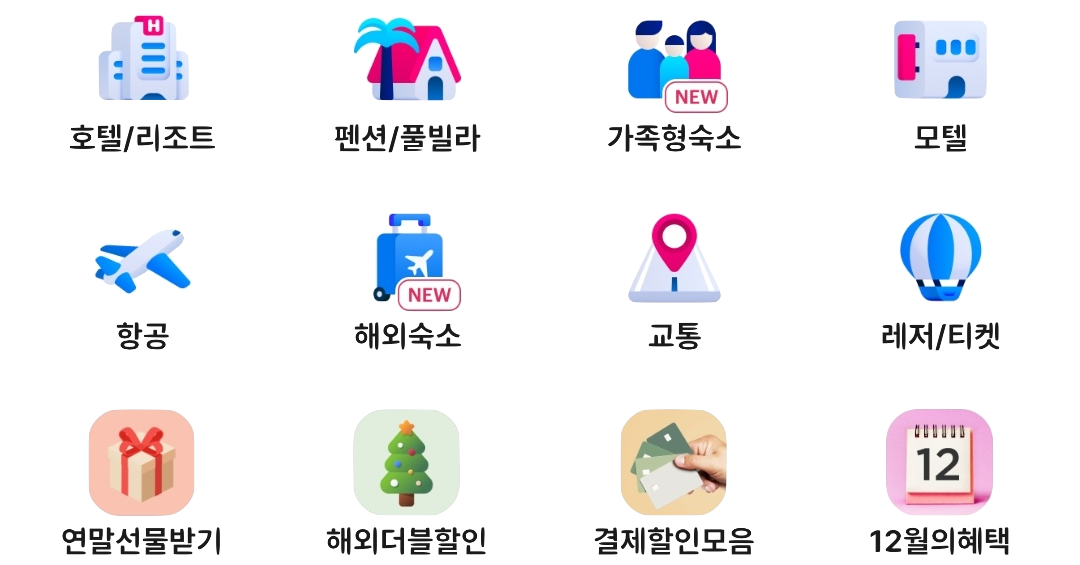 H
호텔/리조트
펜션/풀빌라
NEW
가족형숙소
모텔
항공
NEW
해외숙소
교통
레저/티켓
연말선물받기
해외더블할인
결제할인모음
12
12월의혜택